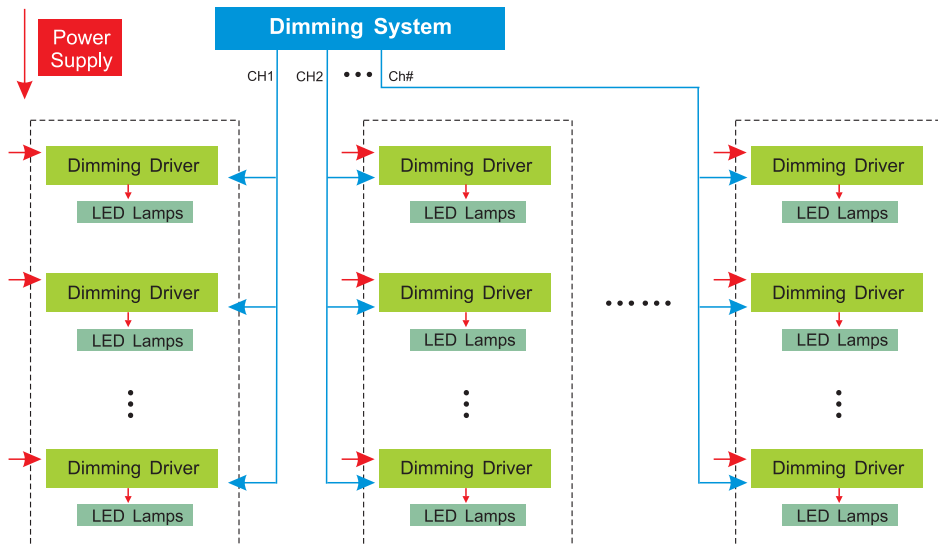 Power
Supply
Dimming System
CH1
CH2
Ch#
Dimming Driver
LED Lamps
Dimming Driver
LED Lamps
Dimming Driver
LED Lamps
Dimming Driver
LED Lamps
Dimming Driver
LED Lamps
Dimming Driver
LED Lamps
Dimming Driver
LED Lamps
Dimming Driver
LED Lamps
Dimming Driver
LED Lamps